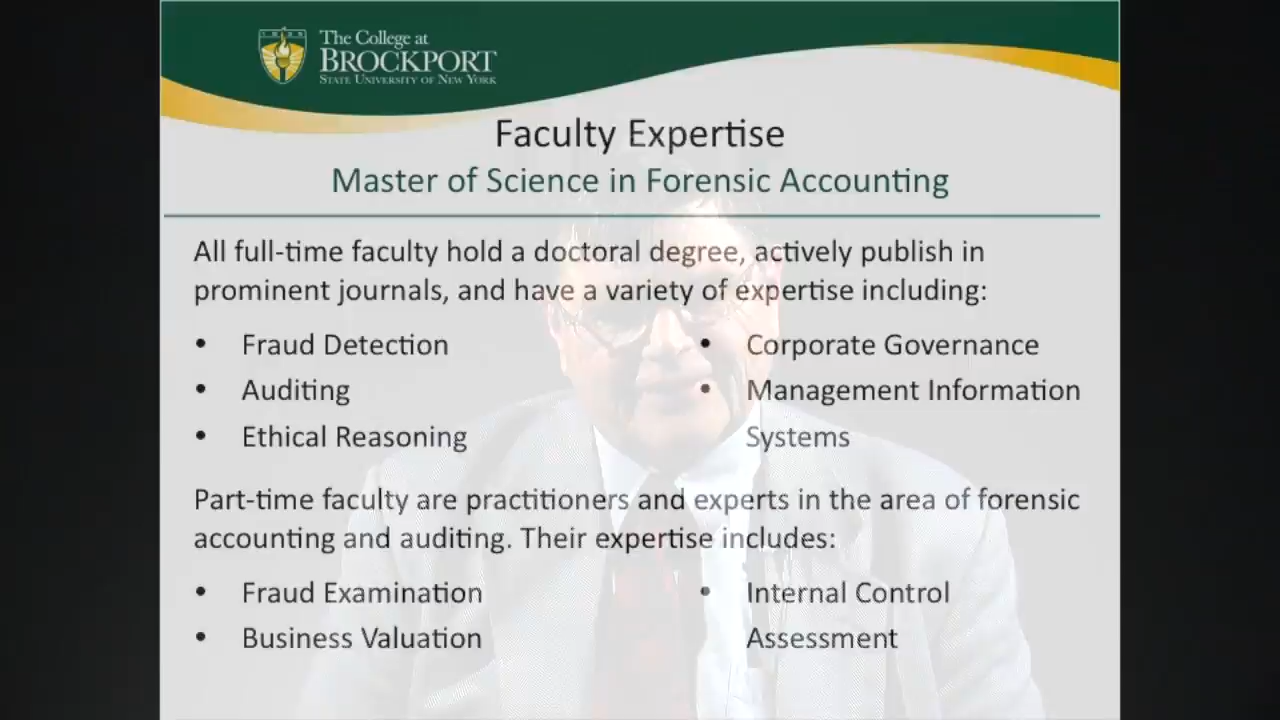 The College at
BROCKPORT
STATE UNIVERSITY OF NEW YORK
Faculty Expertise
Master of Science in Forensic Accounting
All full-time faculty hold a doctoral degree, actively publish in
prominent journals, and have a variety of expertise including:
• Fraud Detection
• Auditing
• Ethical Reasoning
• Corporate Governance
• Management Information
Systems
Part-time faculty are practitioners and experts in the area of forensic
accounting and auditing. Their expertise includes:
• Fraud Examination
• Business Valuation
• Internal Control
Assessment